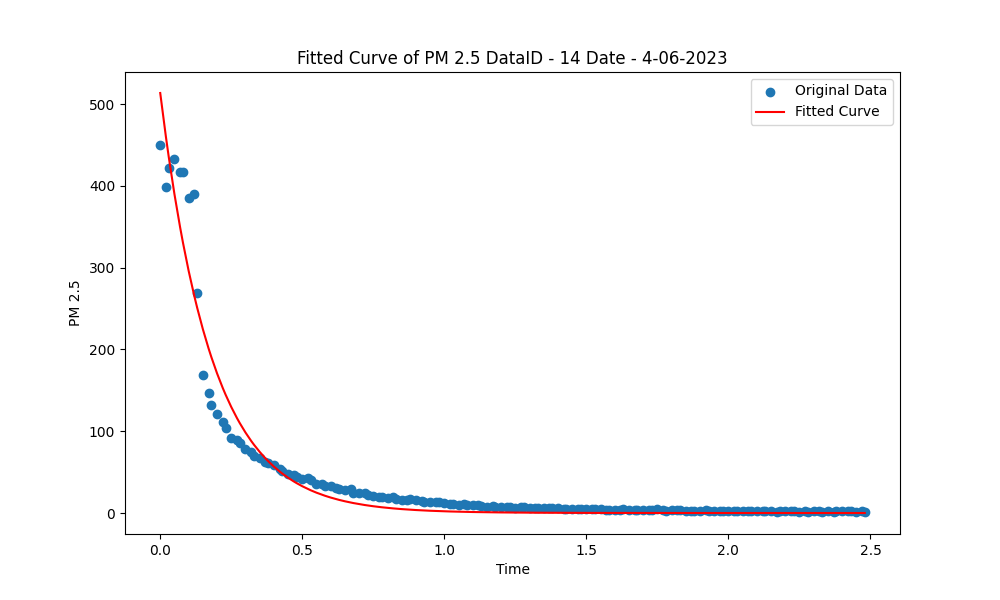 Fitted Curve of PM 2.5 DataID - 14 Date - 4-06-2023
Original Data
Fitted Curve
500
400
300
200
100
0
PM 2.5
0.0 0.5 1.0 1.5 2.0 2.5
Time